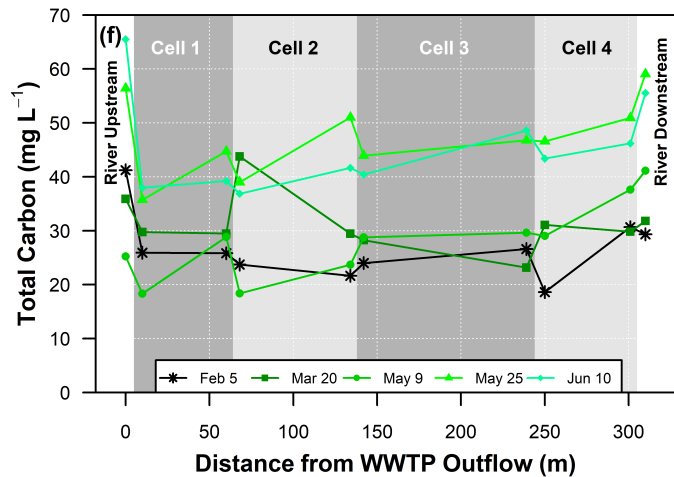 (f)
Cell 1
Cell 2
Cell 3
Cell 4
River Upstream
River Downstream
Total Carbon (mg L⁻¹)
70
60
50
40
30
20
10
0
Feb 5
Mar 20
May 9
May 25
Jun 10
0
50
100
150
200
250
300
Distance from WWTP Outflow (m)